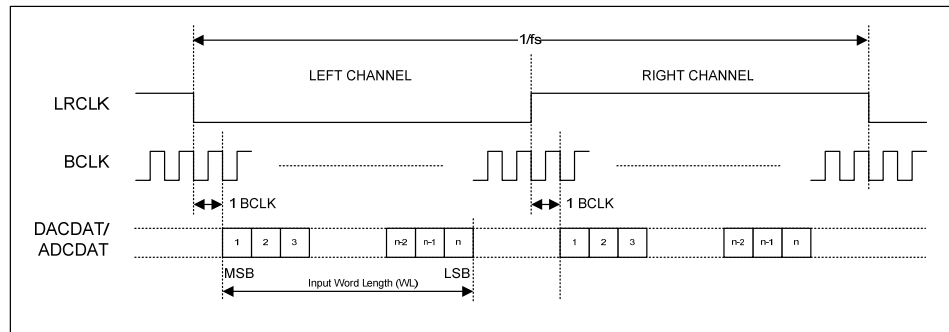 1/fs
LEFT CHANNEL RIGHT CHANNEL
LRCLK
BCLK
1 BCLK 1 BCLK
DACDAT/
ADCDAT
1 2 3 n-2 n-1 n 1 2 3 n-2 n-1 n
MSB LSB
Input Word Length (WL)